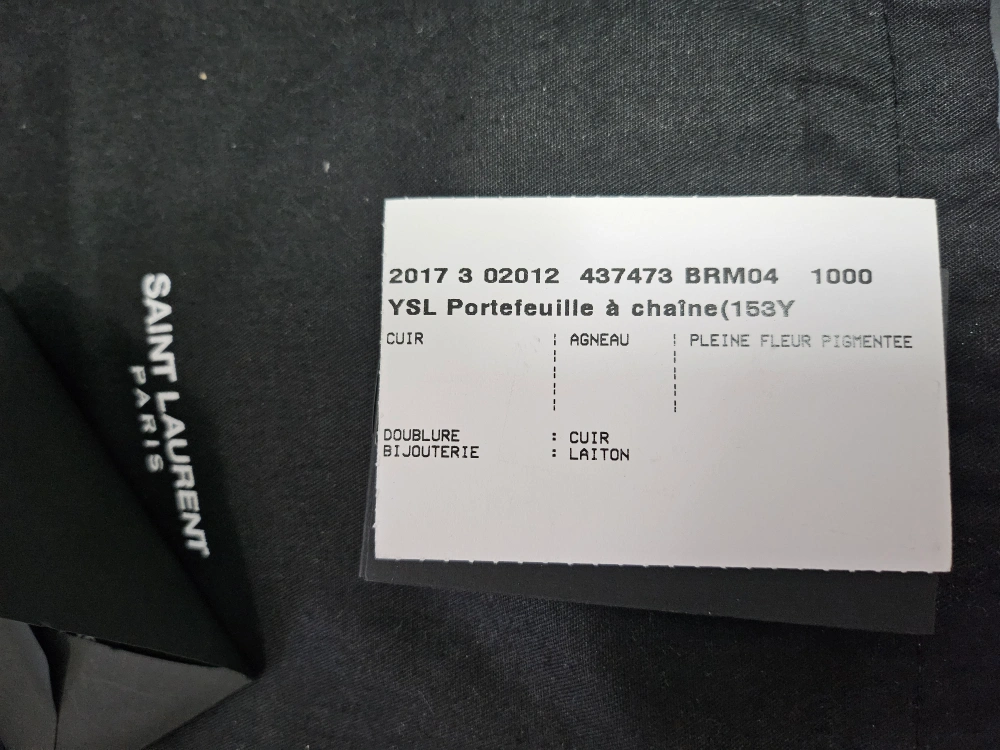 SAINT LAURENT
PARIS
2017 3 02012 437473 BRM04 1000
YSL Portefeuille à chaîne(153Y
CUIR ¦ AGNEAU ¦ PLEINE FLEUR PIGMENTEE
DOUBLURE : CUIR
BIJOUTERIE : LAITON